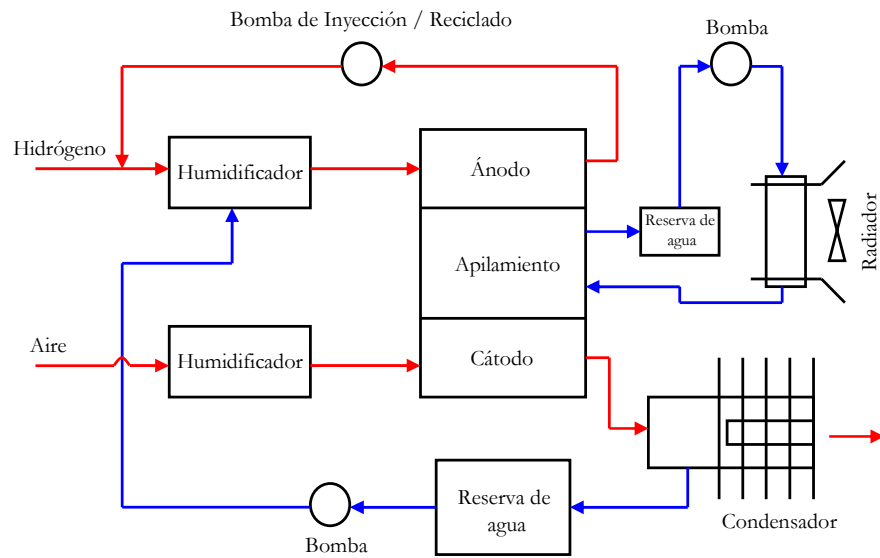 Bomba de Inyección / Reciclado
Bomba
Hidrógeno
Humidificador
Ánodo
Reserva de
agua
Radiador
Apilamiento
Aire
Humidificador
Cátodo
Reserva de
agua
Condensador
Bomba